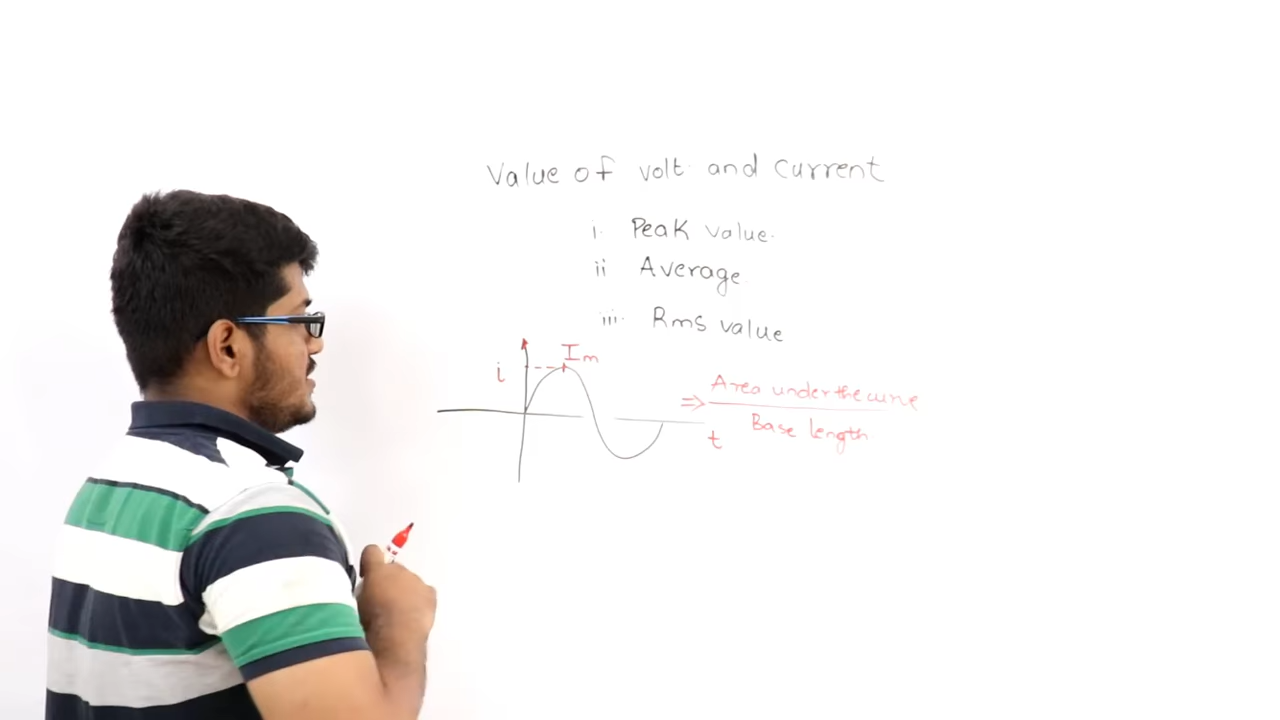 Value of volt and current
i. Peak value.
ii Average
iii. Rms value
Im
i
⇒ Area under the curve
Base length
t